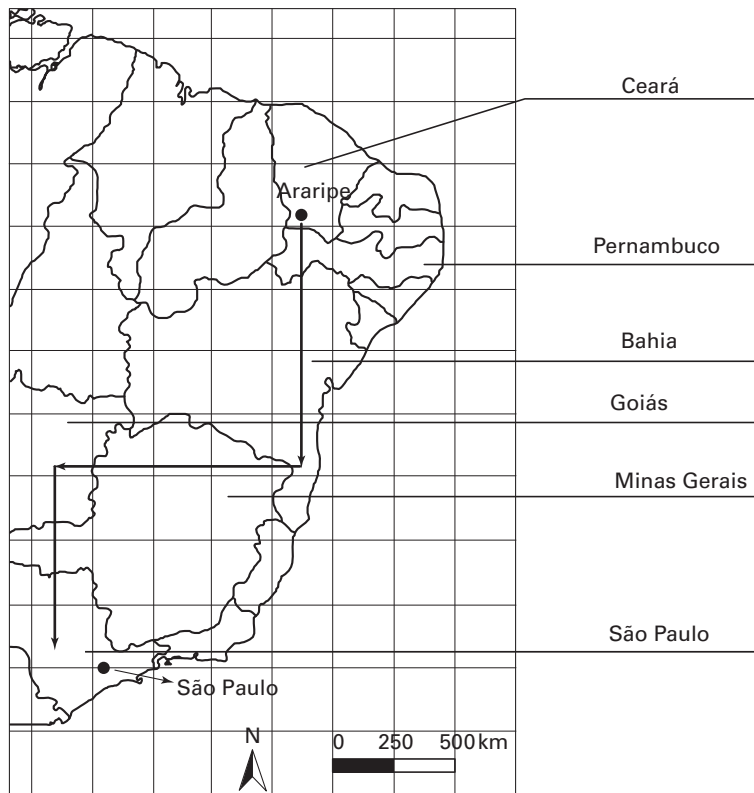 Ceará
Araripe
Pernambuco
Bahia
Goiás
Minas Gerais
São Paulo
São Paulo
N
0 250 500 km